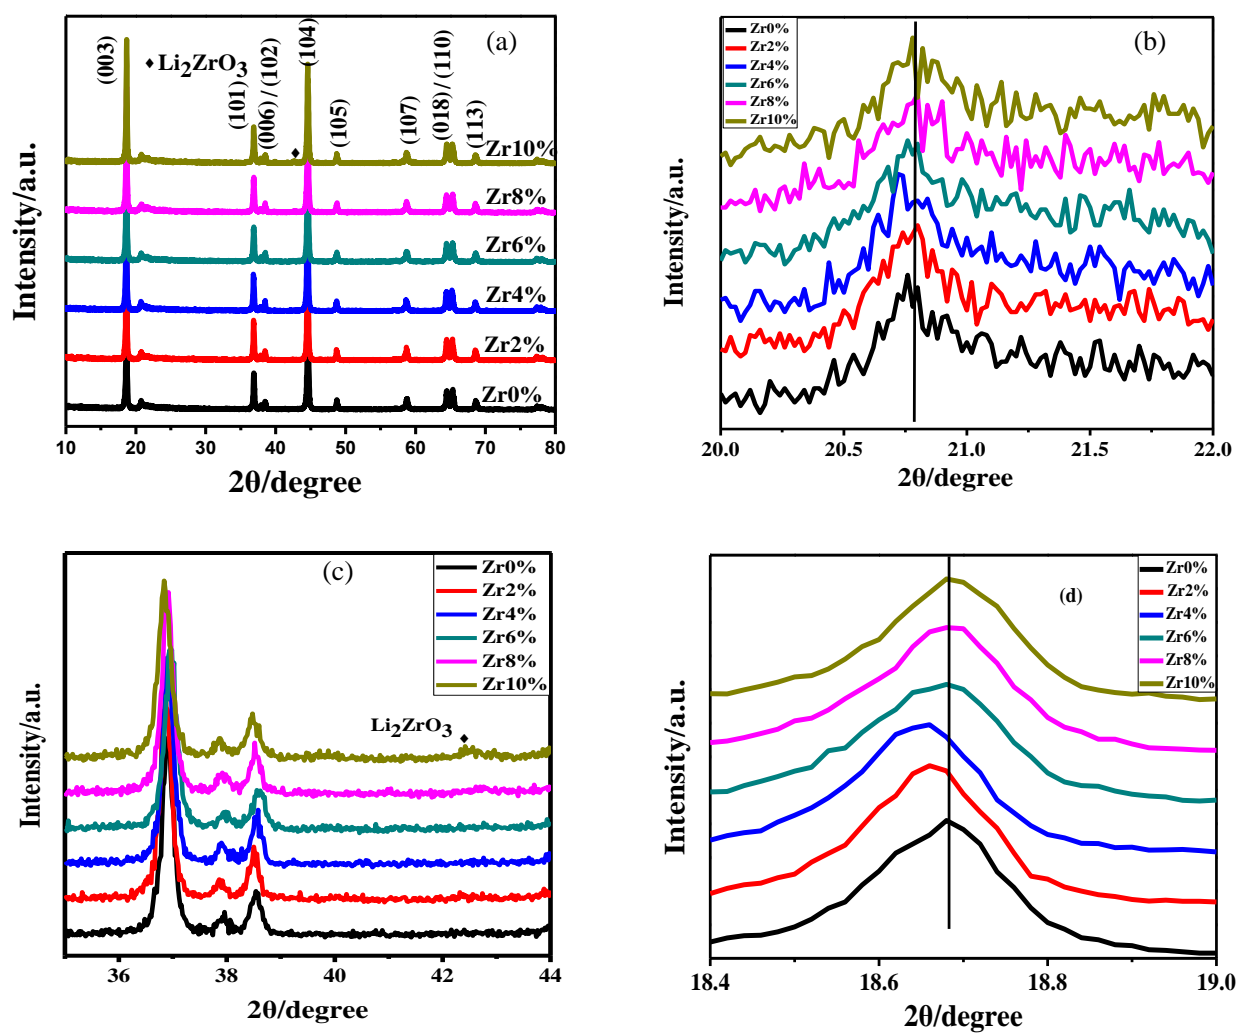 (a)
(003)
♦Li2ZrO3
(101)
(006) / (102)
♦
(104)
(105)
(107)
(018) / (110)
(113)
Zr10%
Zr8%
Zr6%
Zr4%
Zr2%
Zr0%
Intensity/a.u.
10 20 30 40 50 60 70 80
2θ/degree
(b)
Zr0%
Zr2%
Zr4%
Zr6%
Zr8%
Zr10%
Intensity/a.u.
20.0 20.5 21.0 21.5 22.0
2θ/degree
(c)
Zr0%
Zr2%
Zr4%
Zr6%
Zr8%
Zr10%
Li2ZrO3
♦
Intensity/a.u.
36 38 40 42 44
2θ/degree
(d)
Zr0%
Zr2%
Zr4%
Zr6%
Zr8%
Zr10%
Intensity/a.u.
18.4 18.6 18.8 19.0
2θ/degree